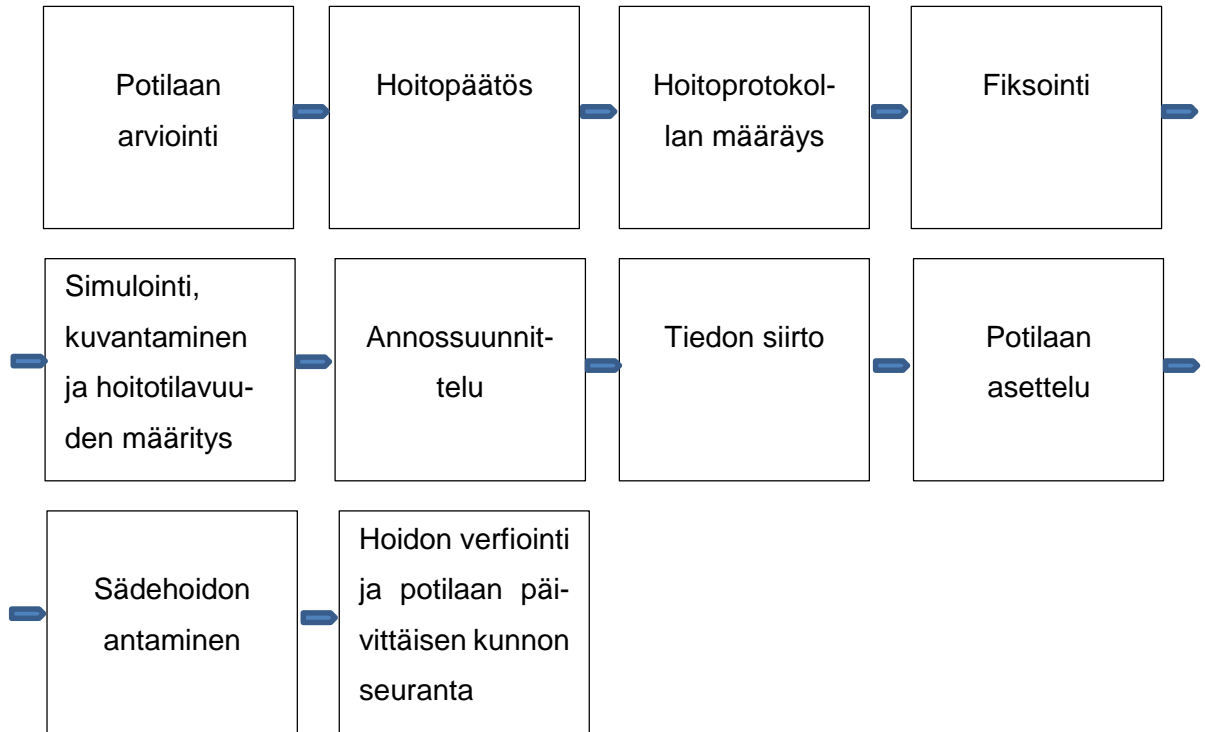 Potilaan
arviointi
Hoitopäätös
Hoitoprotokol-
lan määräys
Fiksointi
Simulointi,
kuvantaminen
ja hoitotilavuu-
den määritys
Annossuunnit-
telu
Tiedon siirto
Potilaan
asettelu
Sädehoidon
antaminen
Hoidon verfiointi
ja potilaan päi-
vittäisen kunnon
seuranta